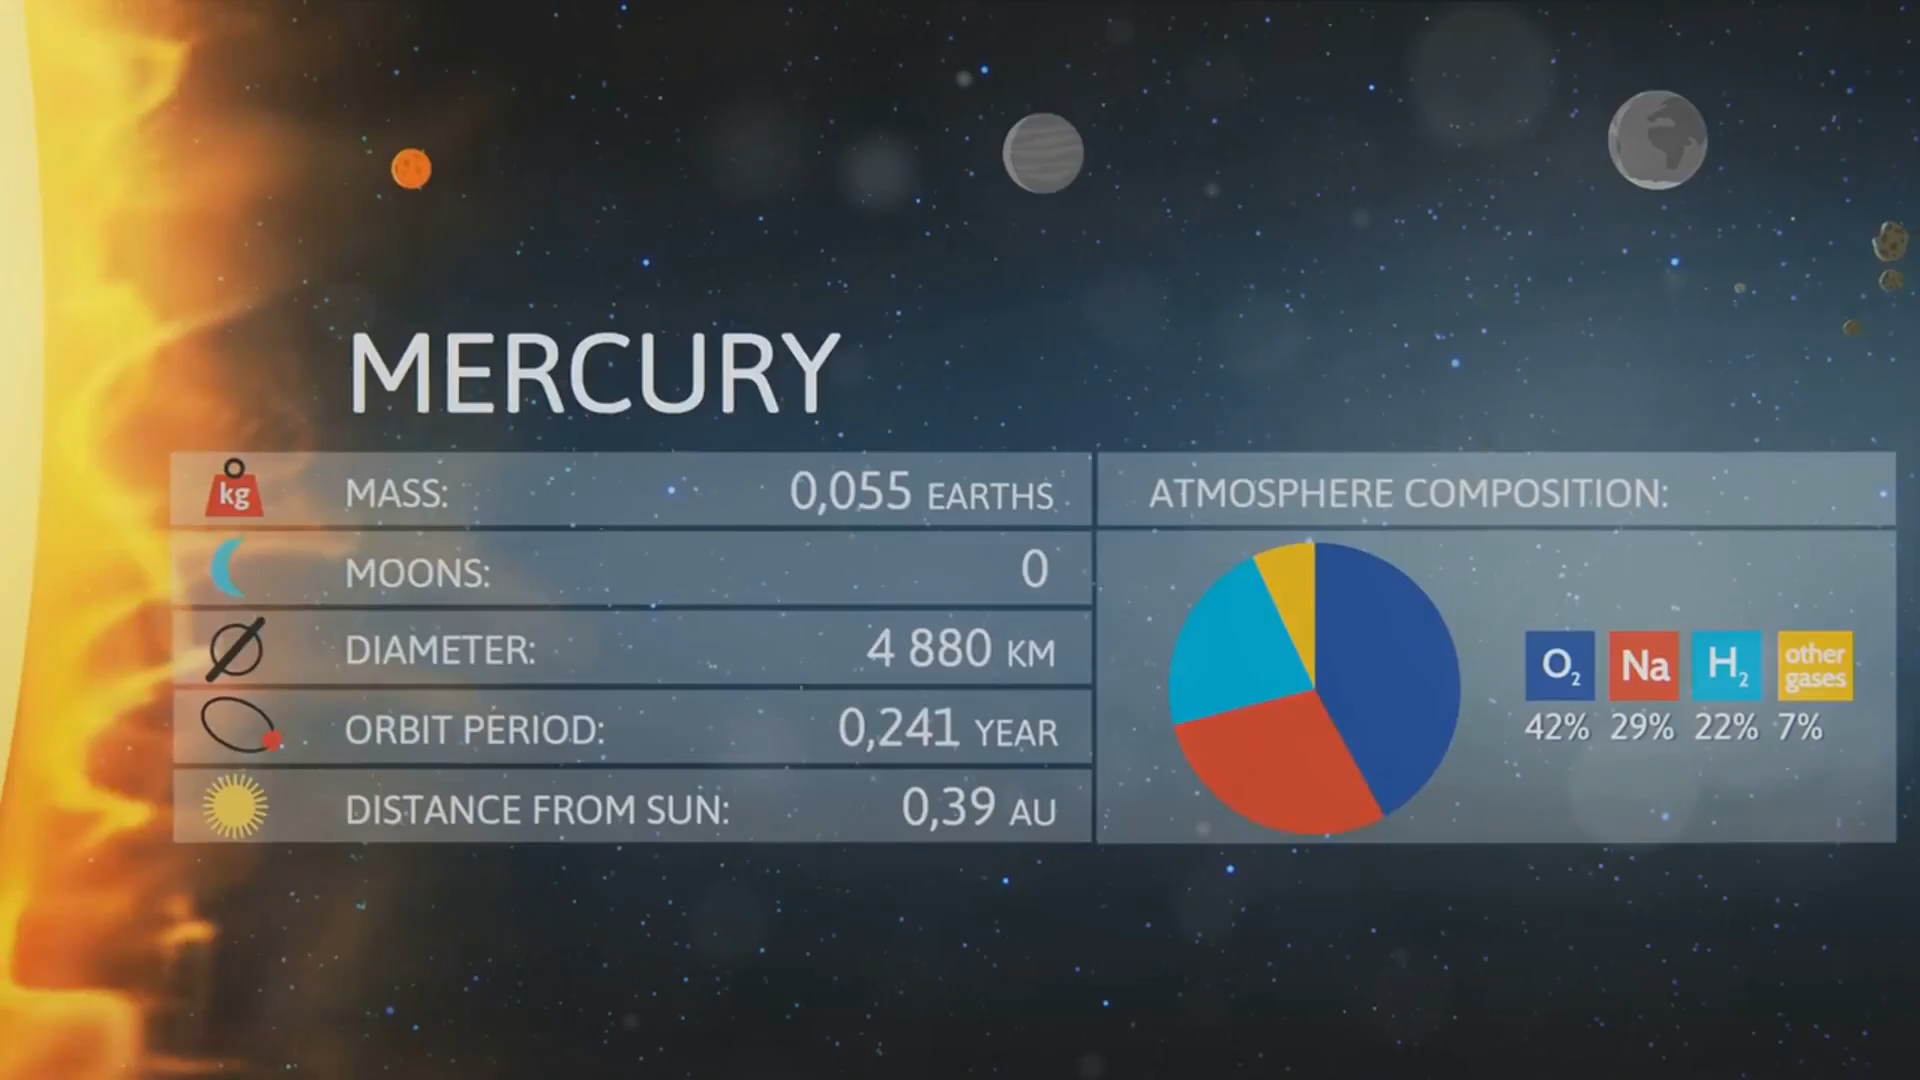 MERCURY
kg MASS: 0,055 EARTHS
MOONS: 0
DIAMETER: 4 880 KM
ORBIT PERIOD: 0,241 YEAR
DISTANCE FROM SUN: 0,39 AU
ATMOSPHERE COMPOSITION:
O₂ Na H₂ other gases
42% 29% 22% 7%